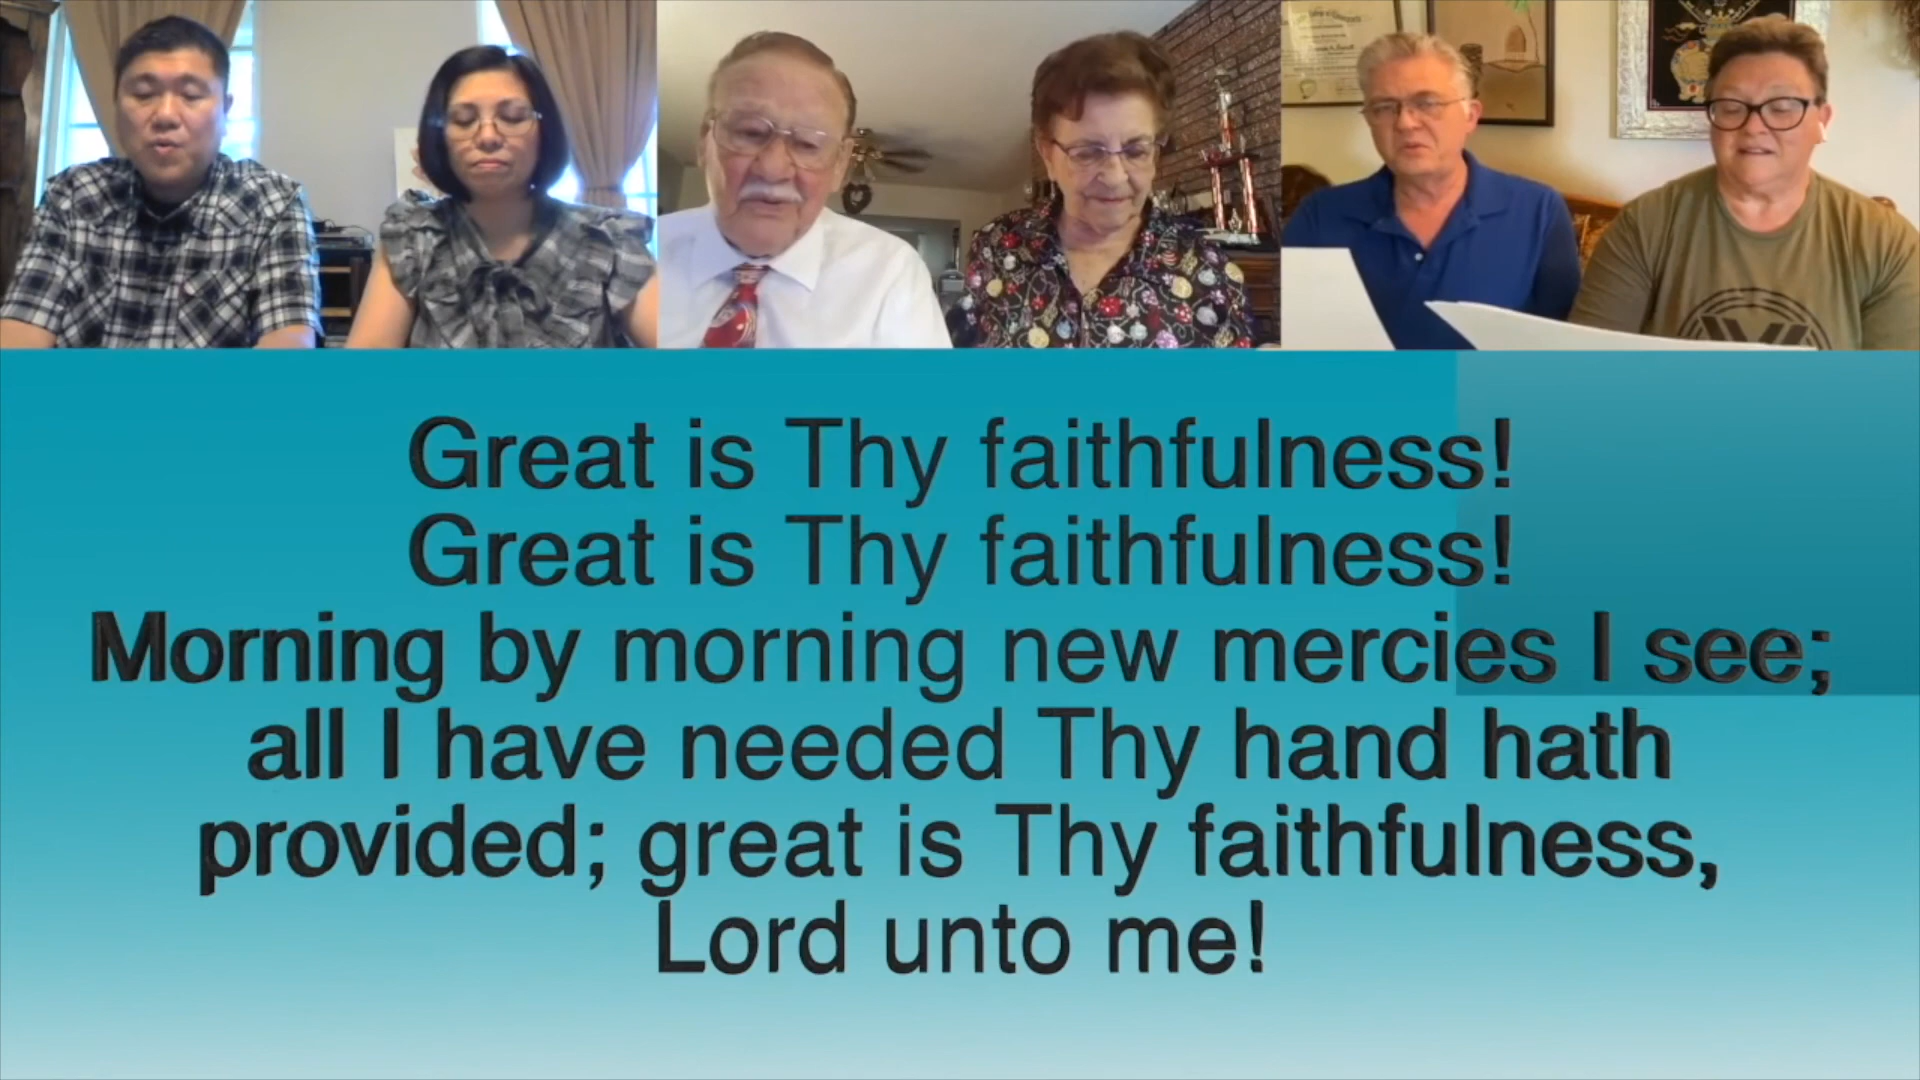 Great is Thy faithfulness!
Great is Thy faithfulness!
Morning by morning new mercies I see;
all I have needed Thy hand hath
provided; great is Thy faithfulness,
Lord unto me!